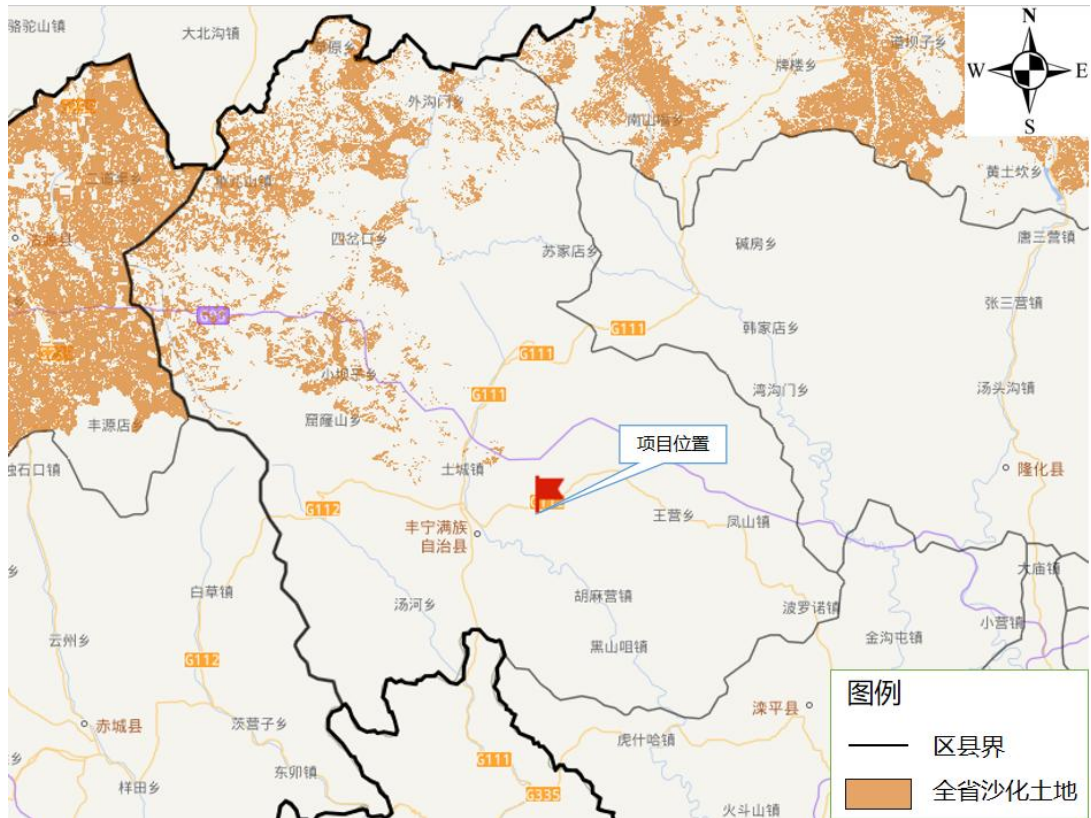 骆驼山镇
大北沟镇
N
W
E
S
牌楼乡
外沟门乡
南山嘴乡
黄土坎乡
四岔口乡
苏家店乡
碱房乡
唐三营镇
张三营镇
G111
韩家店乡
G111
小坝子乡
湾沟门乡
汤头沟镇
G111
丰源店乡
窟窿山乡
项目位置
独石口镇
土城镇
隆化县
G112
王营乡
凤山镇
丰宁满族
自治县
大庙镇
白草镇
汤河乡
胡麻营镇
波罗诺镇
小营镇
云州乡
黑山咀镇
金沟屯镇
G112
图例
滦平县
赤城县
茨营子乡
虎什哈镇
区县界
G111
东卯镇
样田乡
G335
全省沙化土地
火斗山镇